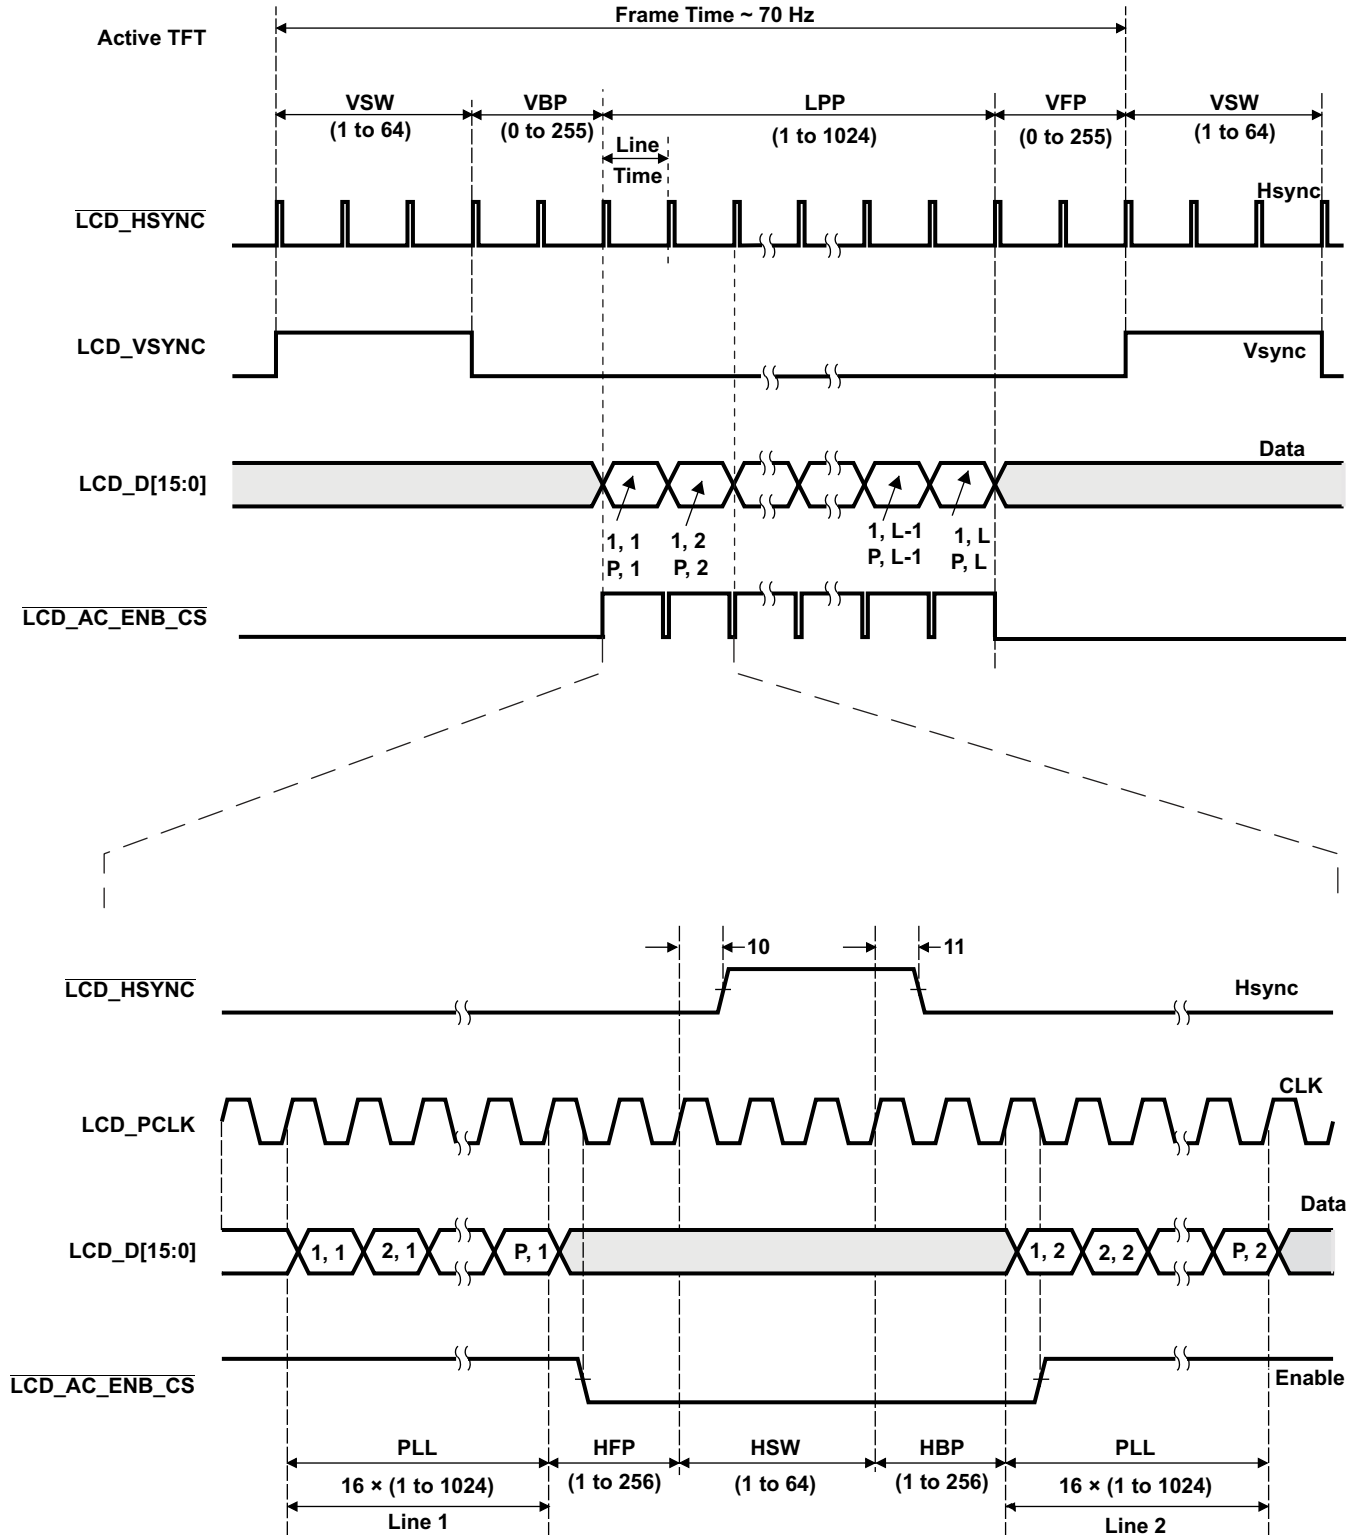 Frame Time ~ 70 Hz
Active TFT
VSW
(1 to 64)
VBP
(0 to 255)
LPP
(1 to 1024)
VFP
(0 to 255)
VSW
(1 to 64)
Line
Time
LCD_HSYNC
Hsync
LCD_VSYNC
Vsync
Data
LCD_D[15:0]
1, 1
P, 1
1, 2
P, 2
1, L-1
P, L-1
1, L
P, L
LCD_AC_ENB_CS
10
11
LCD_HSYNC
Hsync
CLK
LCD_PCLK
Data
LCD_D[15:0]
1, 1
2, 1
P, 1
1, 2
2, 2
P, 2
LCD_AC_ENB_CS
Enable
PLL
16 × (1 to 1024)
Line 1
HFP
(1 to 256)
HSW
(1 to 64)
HBP
(1 to 256)
PLL
16 × (1 to 1024)
Line 2